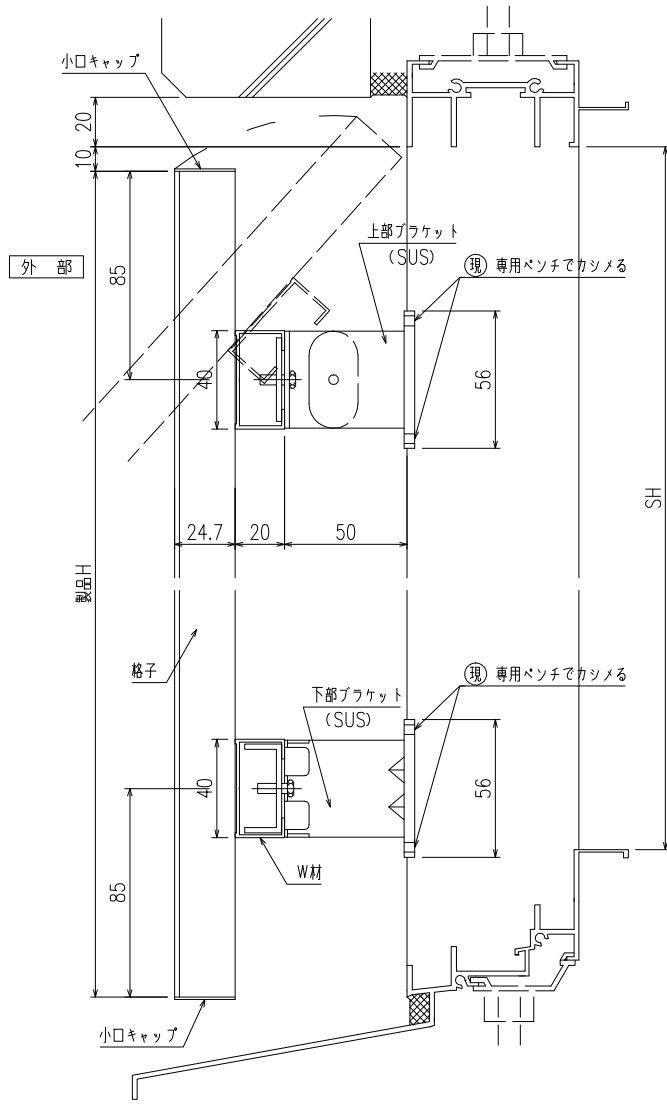 小口キャップ
20
10
外 部
85
上部ブラケット
(SUS)
現 専用ペンチでカシメる
40
56
SH
24.7
20
50
製品H
格子
下部ブラケット
(SUS)
現 専用ペンチでカシメる
40
56
85
W材
小口キャップ